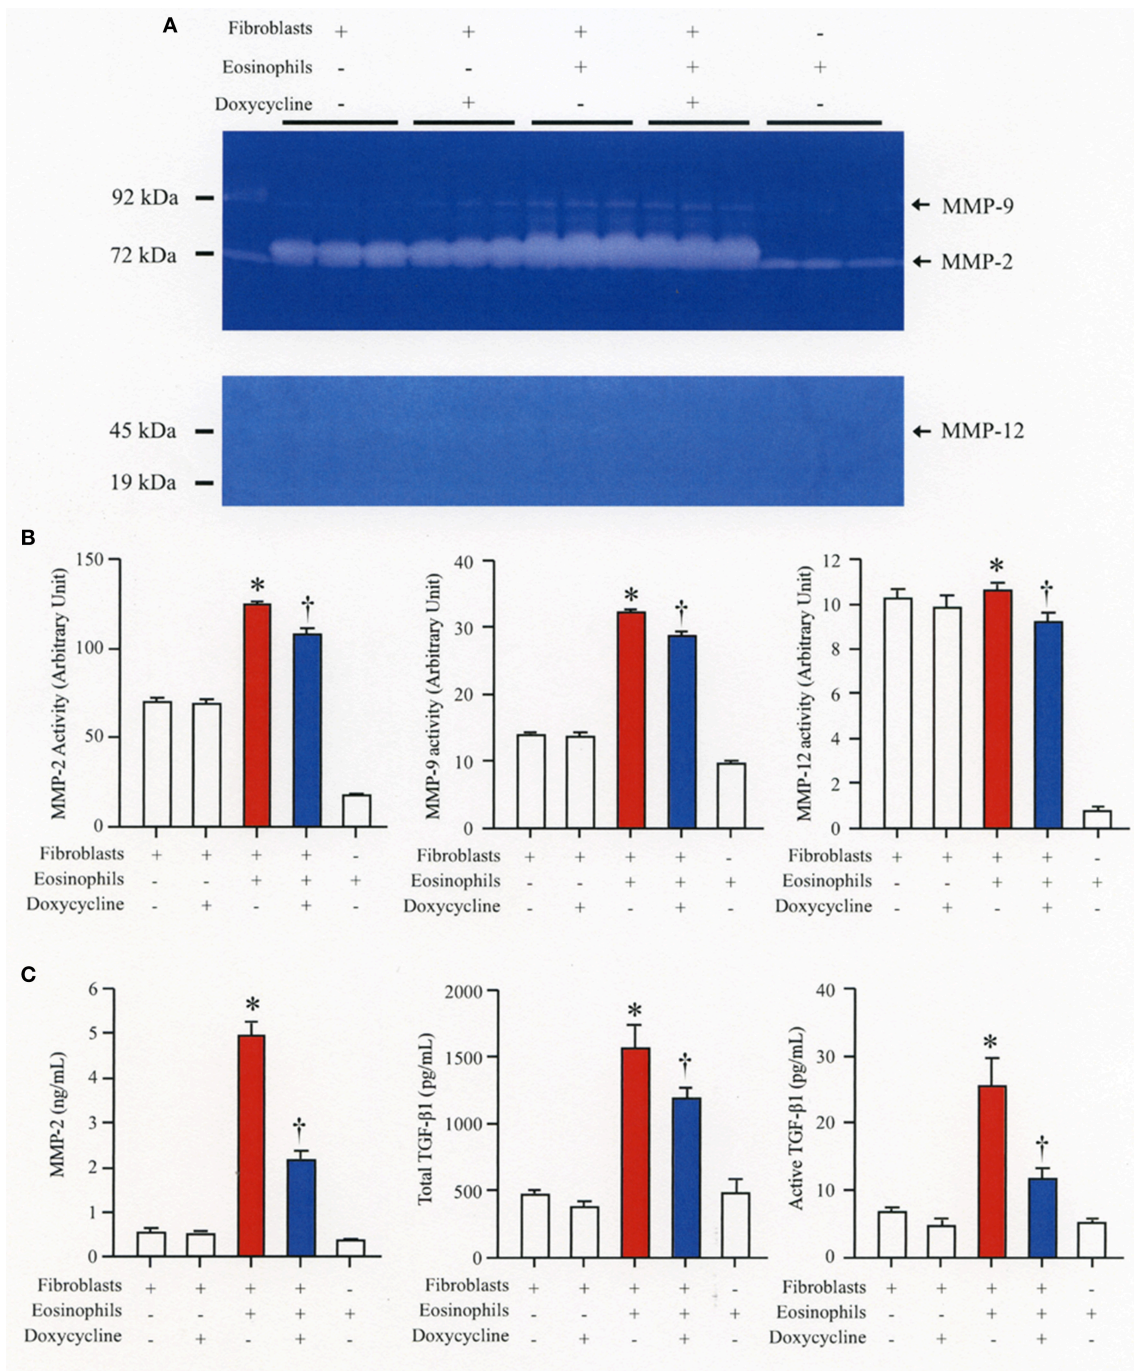 A
Fibroblasts + + + + -
Eosinophils - - + + +
Doxycycline - + - + -
92 kDa
MMP-9
72 kDa
MMP-2
45 kDa
MMP-12
19 kDa
B
MMP-2 Activity (Arbitrary Unit)
150
100
50
0
* †
Fibroblasts + + + + -
Eosinophils - - + + +
Doxycycline - + - + -
MMP-9 activity (Arbitrary Unit)
40
30
20
10
0
* †
Fibroblasts + + + + -
Eosinophils - - + + +
Doxycycline - + - + -
MMP-12 activity (Arbitrary Unit)
12
10
8
6
4
2
0
* †
Fibroblasts + + + + -
Eosinophils - - + + +
Doxycycline - + - + -
C
MMP-2 (ng/mL)
6
5
4
3
2
1
0
* †
Fibroblasts + + + + -
Eosinophils - - + + +
Doxycycline - + - + -
Total TGF-β1 (pg/mL)
2000
1500
1000
500
0
* †
Fibroblasts + + + + -
Eosinophils - - + + +
Doxycycline - + - + -
Active TGF-β1 (pg/mL)
40
30
20
10
0
* †
Fibroblasts + + + + -
Eosinophils - - + + +
Doxycycline - + - + -